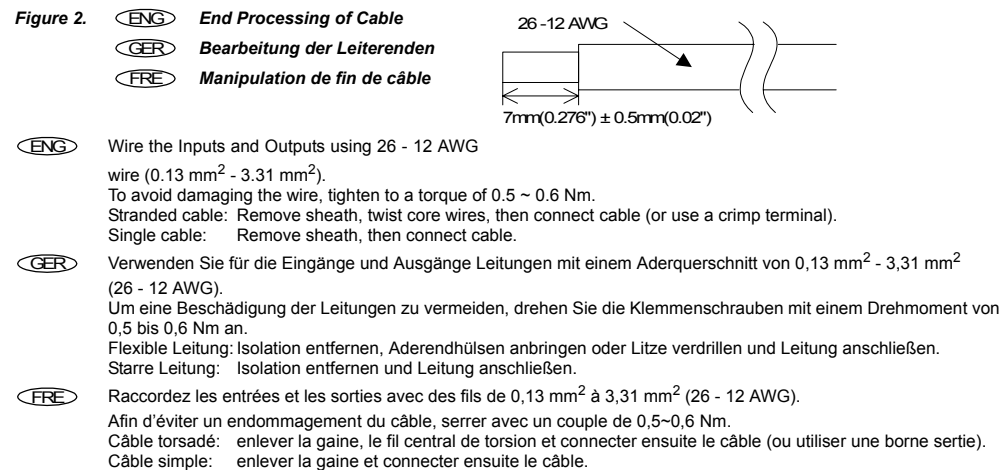 Figure 2. ENG End Processing of Cable
GER Bearbeitung der Leiterenden
FRE Manipulation de fin de câble
26 -12 AWG
7mm(0.276") ± 0.5mm(0.02")
ENG Wire the Inputs and Outputs using 26 - 12 AWG
wire (0.13 mm² - 3.31 mm²).
To avoid damaging the wire, tighten to a torque of 0.5 ~ 0.6 Nm.
Stranded cable: Remove sheath, twist core wires, then connect cable (or use a crimp terminal).
Single cable: Remove sheath, then connect cable.
GER Verwenden Sie für die Eingänge und Ausgänge Leitungen mit einem Aderquerschnitt von 0,13 mm² - 3,31 mm²
(26 - 12 AWG).
Um eine Beschädigung der Leitungen zu vermeiden, drehen Sie die Klemmenschrauben mit einem Drehmoment von
0,5 bis 0,6 Nm an.
Flexible Leitung: Isolation entfernen, Aderendhülsen anbringen oder Litze verdrillen und Leitung anschließen.
Starre Leitung: Isolation entfernen und Leitung anschließen.
FRE Raccordez les entrées et les sorties avec des fils de 0,13 mm² à 3,31 mm² (26 - 12 AWG).
Afin d'éviter un endommagement du câble, serrer avec un couple de 0,5~0,6 Nm.
Câble torsadé: enlever la gaine, le fil central de torsion et connecter ensuite le câble (ou utiliser une borne sertie).
Câble simple: enlever la gaine et connecter ensuite le câble.